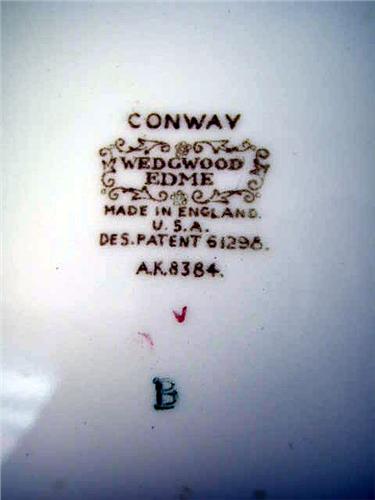 CONWAY
WEDGWOOD
EDME
MADE IN ENGLAND.
U.S.A.
DES. PATENT 61298.
A.K.8384.
B